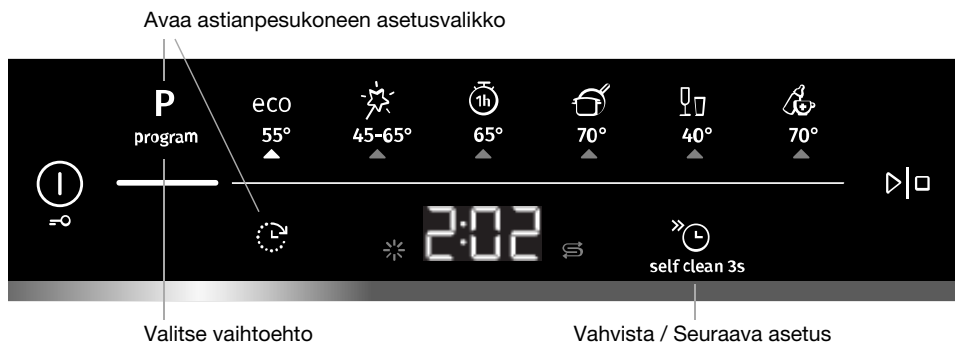 Avaa astianpesukoneen asetusvalikko
P
program
eco
55°
45-65°
1h
65°
70°
40°
70°
2:02
self clean 3s
Valitse vaihtoehto
Vahvista / Seuraava asetus